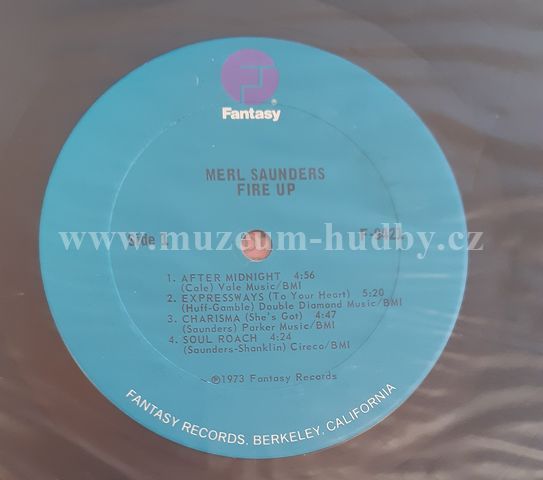 Fantasy
MERL SAUNDERS
FIRE UP
Side
www.muzeum-hudby.cz
1. AFTER MIDNIGHT 4:56
(Cale) Vale Music/BMI
2. EXPRESSWAYS (To Your Heart) 5:20
(Huff-Gamble) Double Diamond Music/BMI
3. CHARISMA (She's Got) 4:47
(Saunders) Parker Music/BMI
4. SOUL ROACH 4:24
(Saunders-Shanklin) Cireco/BMI
℗1973 Fantasy Records
FANTASY RECORDS, BERKELEY, CALIFORNIA